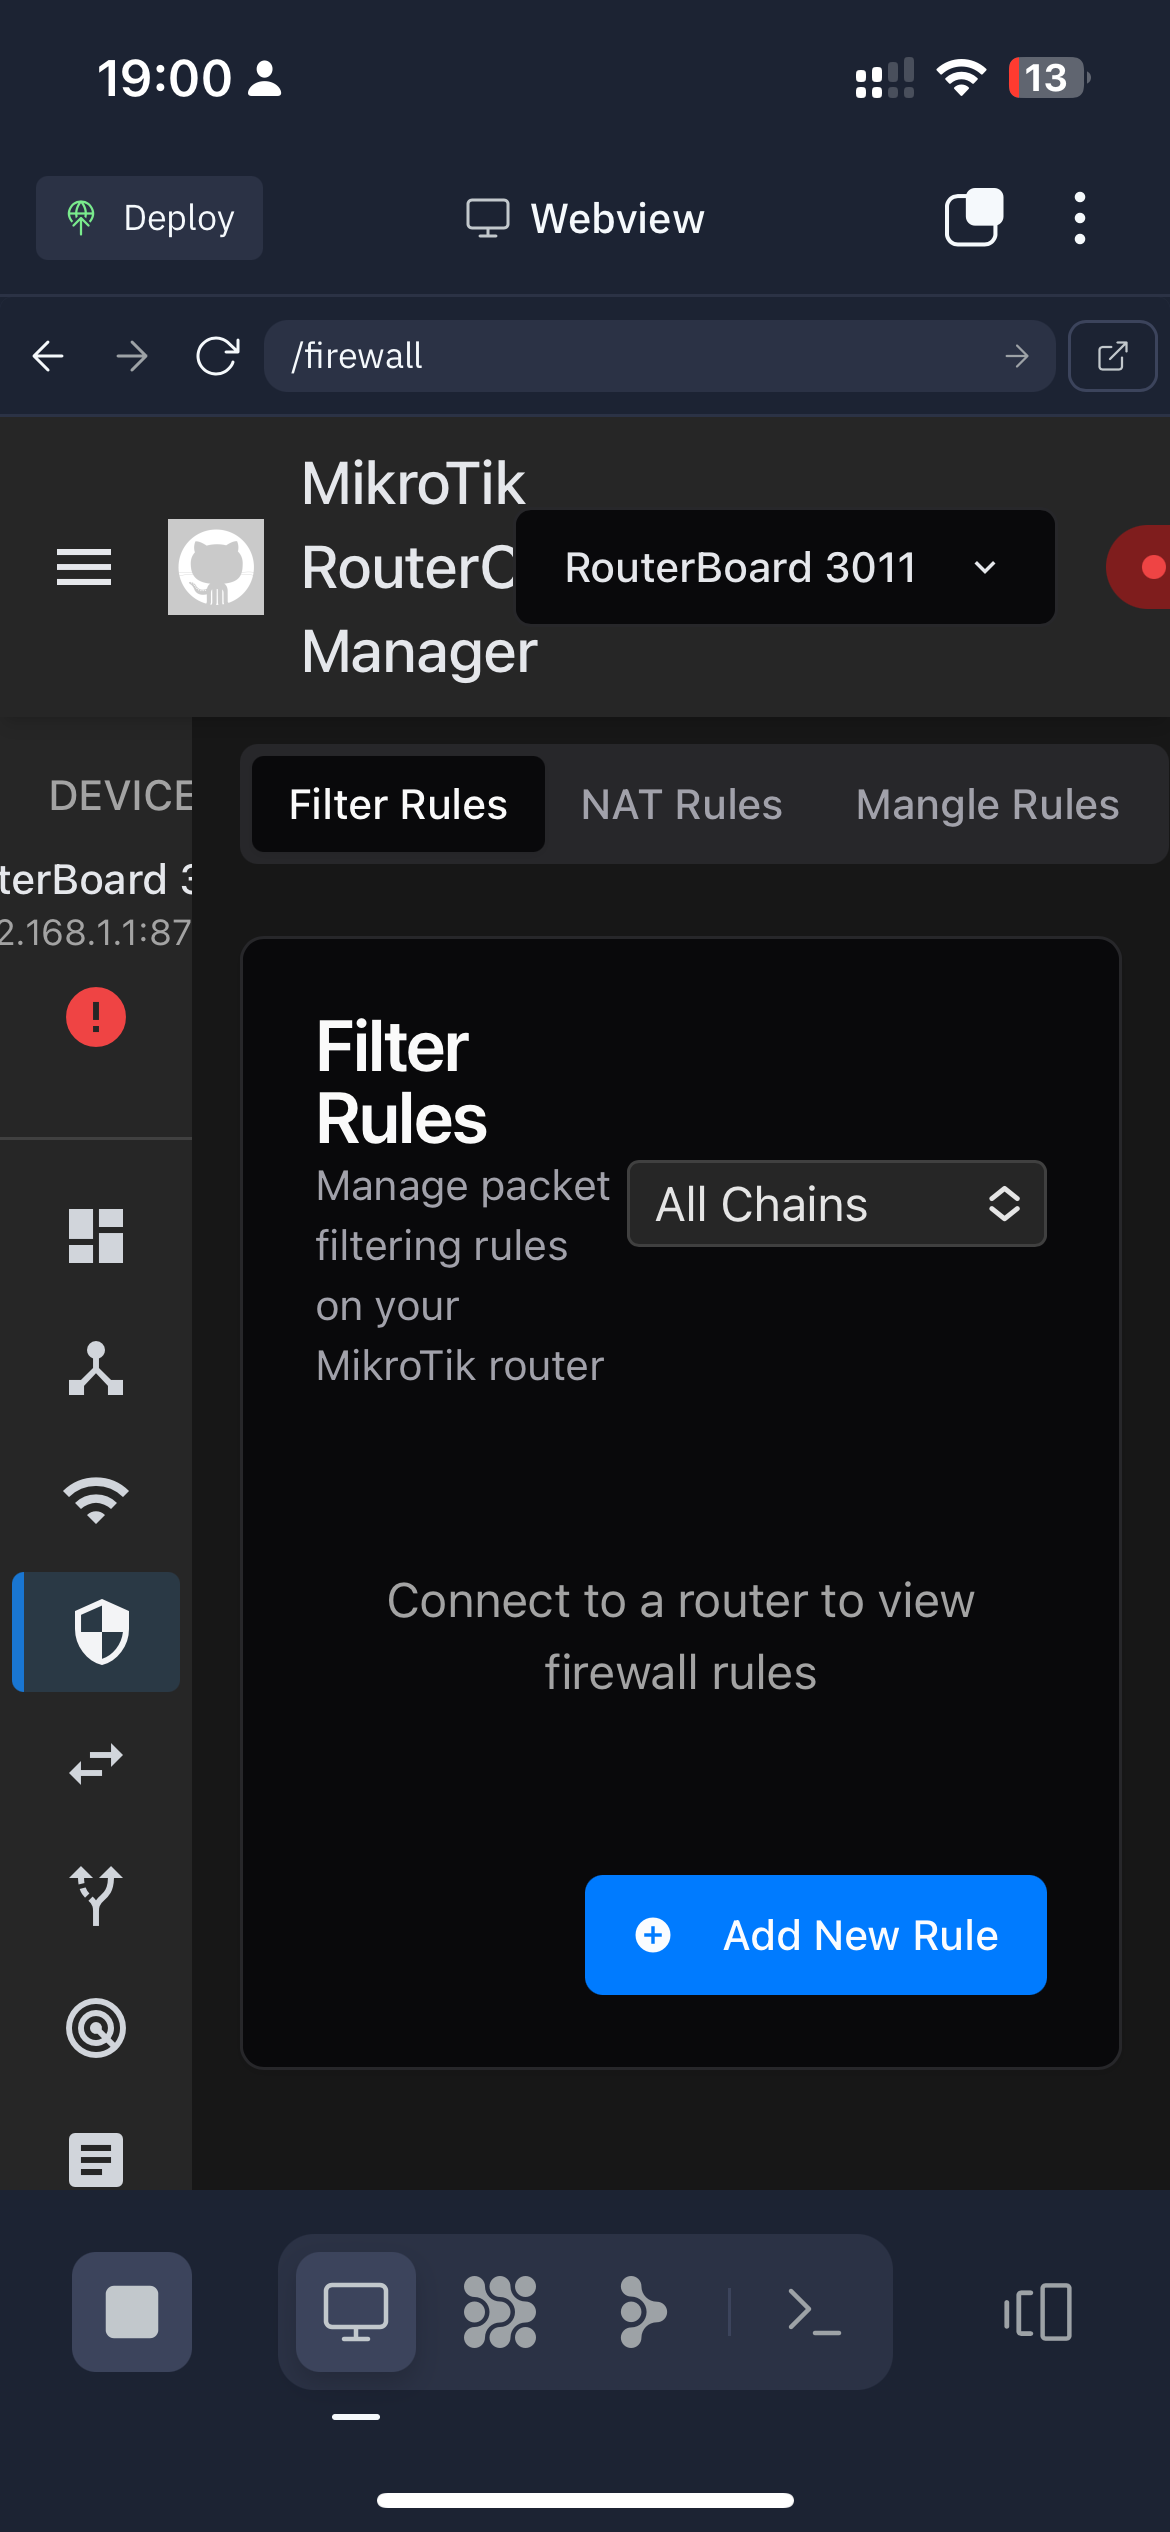 19:00
13
Deploy
Webview
/firewall
MikroTik
RouterO
Manager
RouterBoard 3011
DEVICE
terBoard 3
2.168.1.1:87
Filter Rules
NAT Rules
Mangle Rules
Filter
Rules
Manage packet
filtering rules
on your
MikroTik router
All Chains
Connect to a router to view
firewall rules
Add New Rule